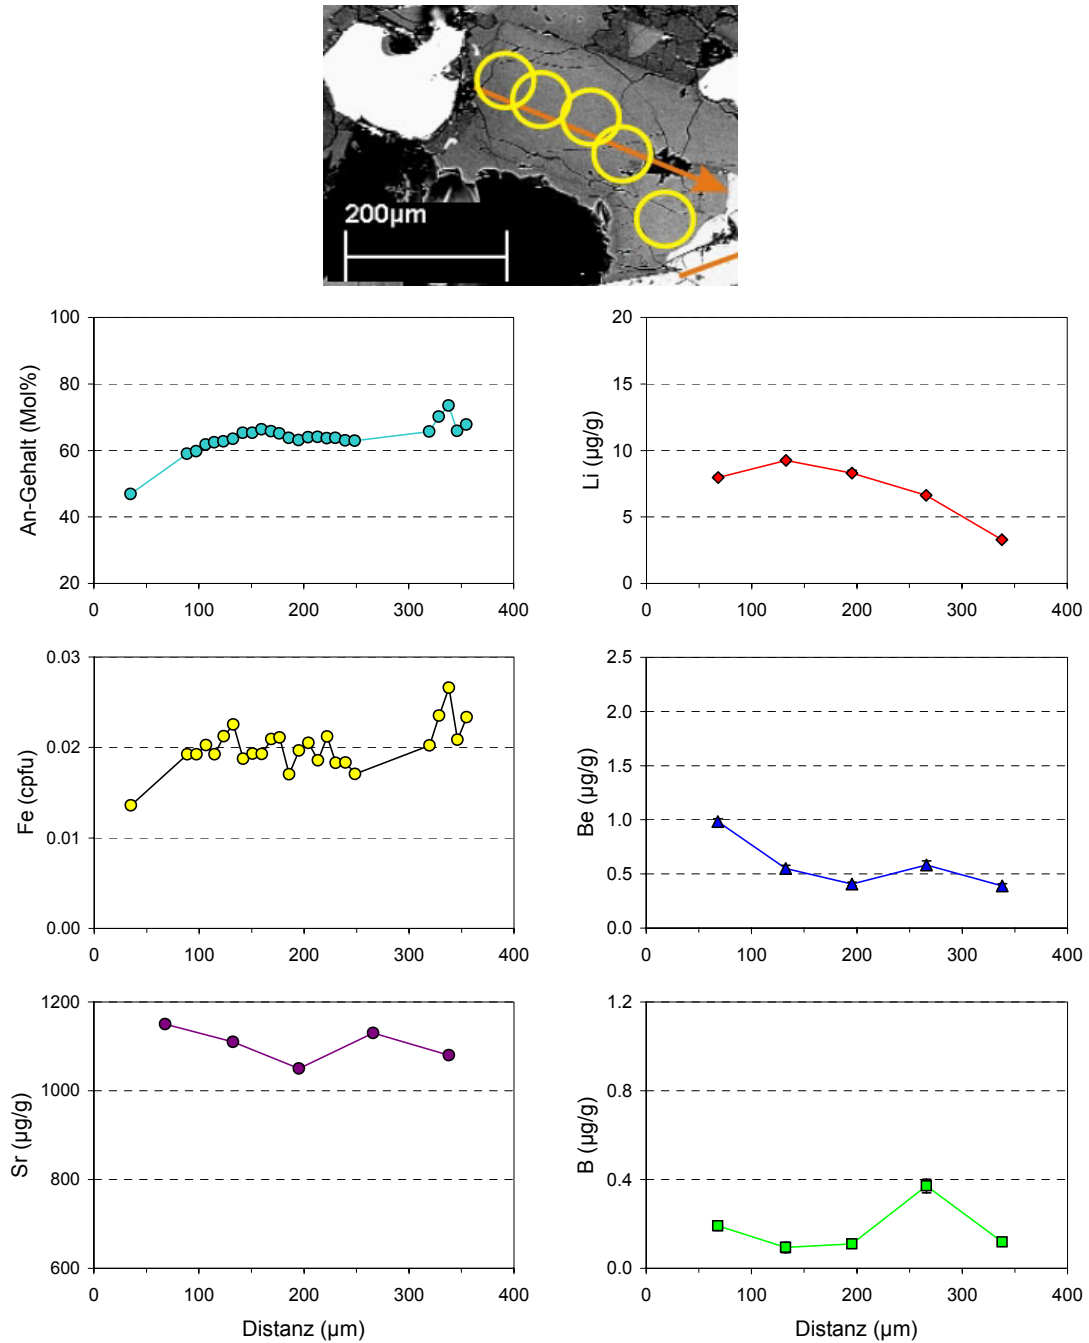 200µm
100
80
60
40
20
An-Gehalt (Mol%)
0 100 200 300 400
20
15
10
5
0
Li (µg/g)
0 100 200 300 400
0.03
0.02
0.01
0.00
Fe (cpfu)
0 100 200 300 400
2.5
2.0
1.5
1.0
0.5
0.0
Be (µg/g)
0 100 200 300 400
1200
1000
800
600
Sr (µg/g)
0 100 200 300 400
Distanz (µm)
1.2
0.8
0.4
0.0
B (µg/g)
0 100 200 300 400
Distanz (µm)